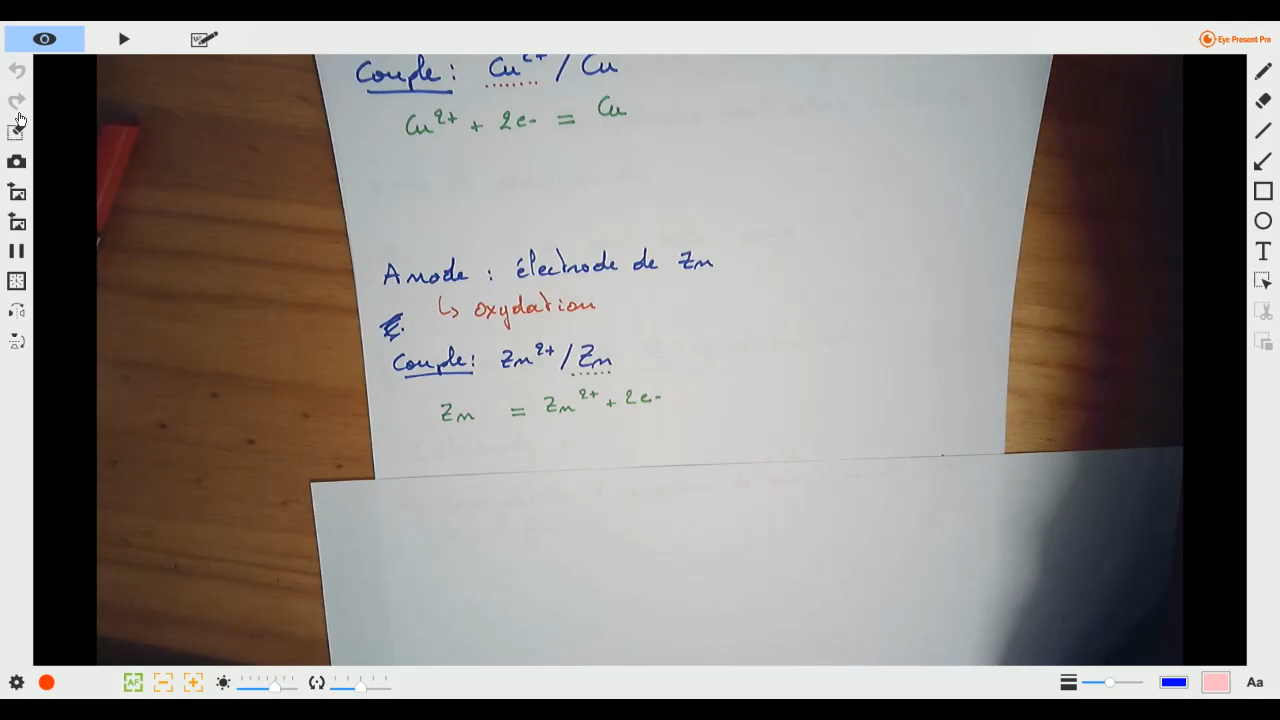 Eye Present Pro
Couple : Cu²⁺ / Cu
Cu²⁺ + 2e- = Cu
Anode : électrode de Zn
↳ oxydation
Couple : Zn²⁺ / Zn
Zn = Zn²⁺ + 2e-
AF
T
Aa